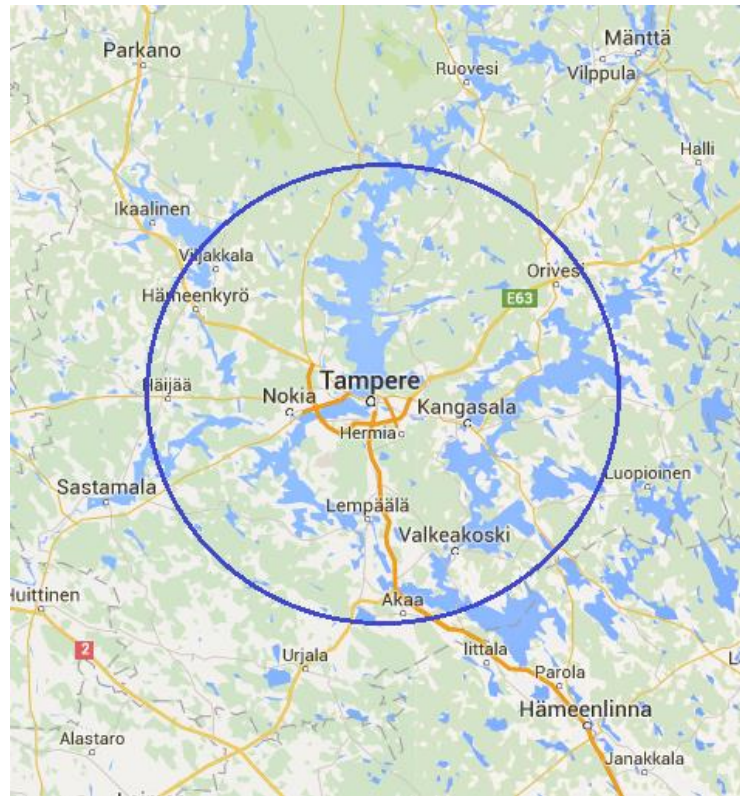 Mänttä
Parkano
Vilppula
Ruovesi
Halli
Ikaalinen
Viljakkala
Orivesi
Hämeenkyrö
E63
Tampere
Häijää
Nokia
Kangasala
Hermia
Luopioinen
Sastamala
Lempäälä
Valkeakoski
Huittinen
Akaa
2
Iittala
Urjala
Parola
Hämeenlinna
Alastaro
Janakkala